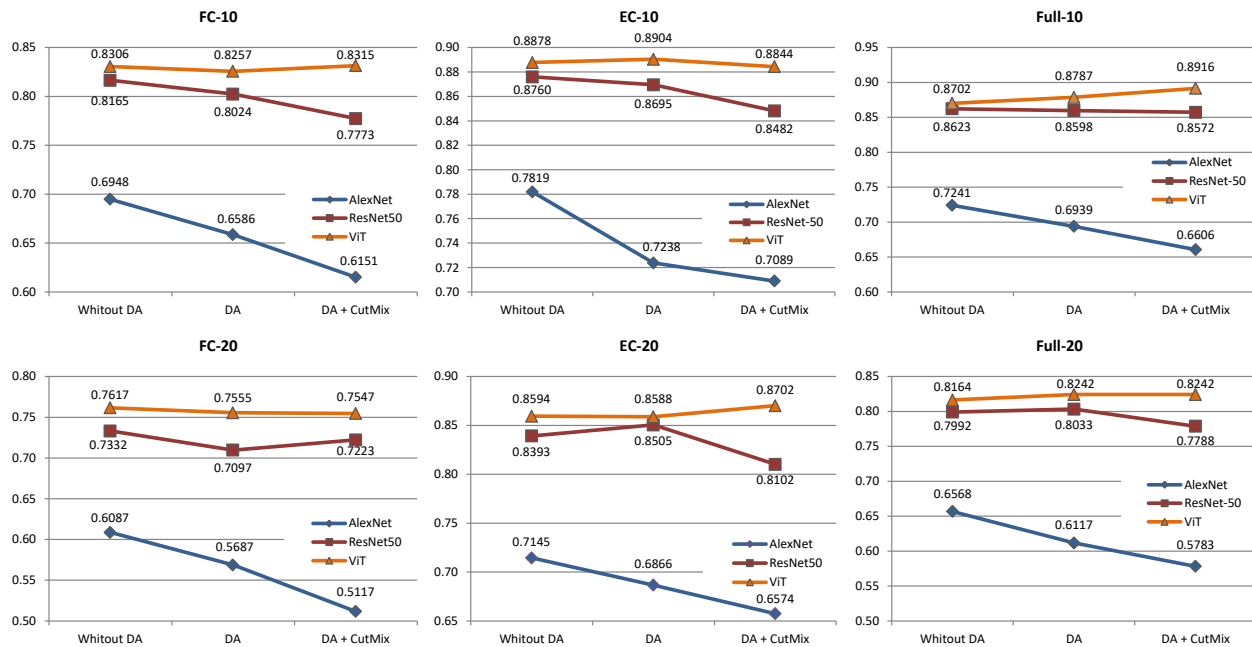 FC-10
0.85
0.80
0.75
0.70
0.65
0.60
0.8306
0.8257
0.8315
0.8165
0.8024
0.7773
0.6948
0.6586
0.6151
AlexNet
ResNet50
ViT
Whitout DA
DA
DA + CutMix
EC-10
0.90
0.88
0.86
0.84
0.82
0.80
0.78
0.76
0.74
0.72
0.70
0.8878
0.8904
0.8844
0.8760
0.8695
0.8482
0.7819
0.7238
0.7089
AlexNet
ResNet-50
ViT
Whitout DA
DA
DA + CutMix
Full-10
0.95
0.90
0.85
0.80
0.75
0.70
0.65
0.60
0.8702
0.8787
0.8916
0.8623
0.8598
0.8572
0.7241
0.6939
0.6606
AlexNet
ResNet-50
ViT
Whitout DA
DA
DA + CutMix
FC-20
0.80
0.75
0.70
0.65
0.60
0.55
0.50
0.7617
0.7555
0.7547
0.7332
0.7097
0.7223
0.6087
0.5687
0.5117
AlexNet
ResNet50
ViT
Whitout DA
DA
DA + CutMix
EC-20
0.90
0.85
0.80
0.75
0.70
0.65
0.8594
0.8588
0.8702
0.8393
0.8505
0.8102
0.7145
0.6866
0.6574
AlexNet
ResNet50
ViT
Whitout DA
DA
DA + CutMix
Full-20
0.85
0.80
0.75
0.70
0.65
0.60
0.55
0.50
0.8164
0.8242
0.8242
0.7992
0.8033
0.7788
0.6568
0.6117
0.5783
AlexNet
ResNet-50
ViT
Whitout DA
DA
DA + CutMix